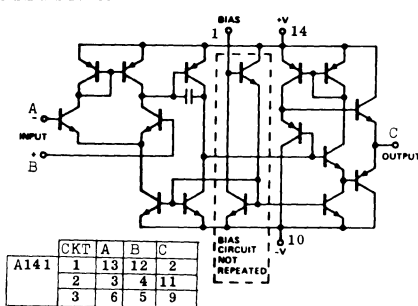 BIAS
1
+V
14
A
-
INPUT
+
B
C
OUTPUT
10
-V
BIAS
CIRCUIT
NOT
REPEATED
CKT A B C
A141 1 13 12 2
2 3 4 11
3 6 5 9